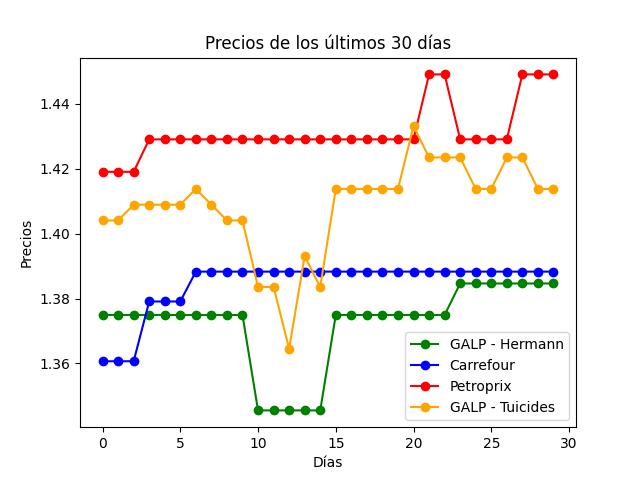 Precios de los últimos 30 días
Precios
1.44
1.42
1.40
1.38
1.36
0 5 10 15 20 25 30
Días
GALP - Hermann
Carrefour
Petroprix
GALP - Tuicides